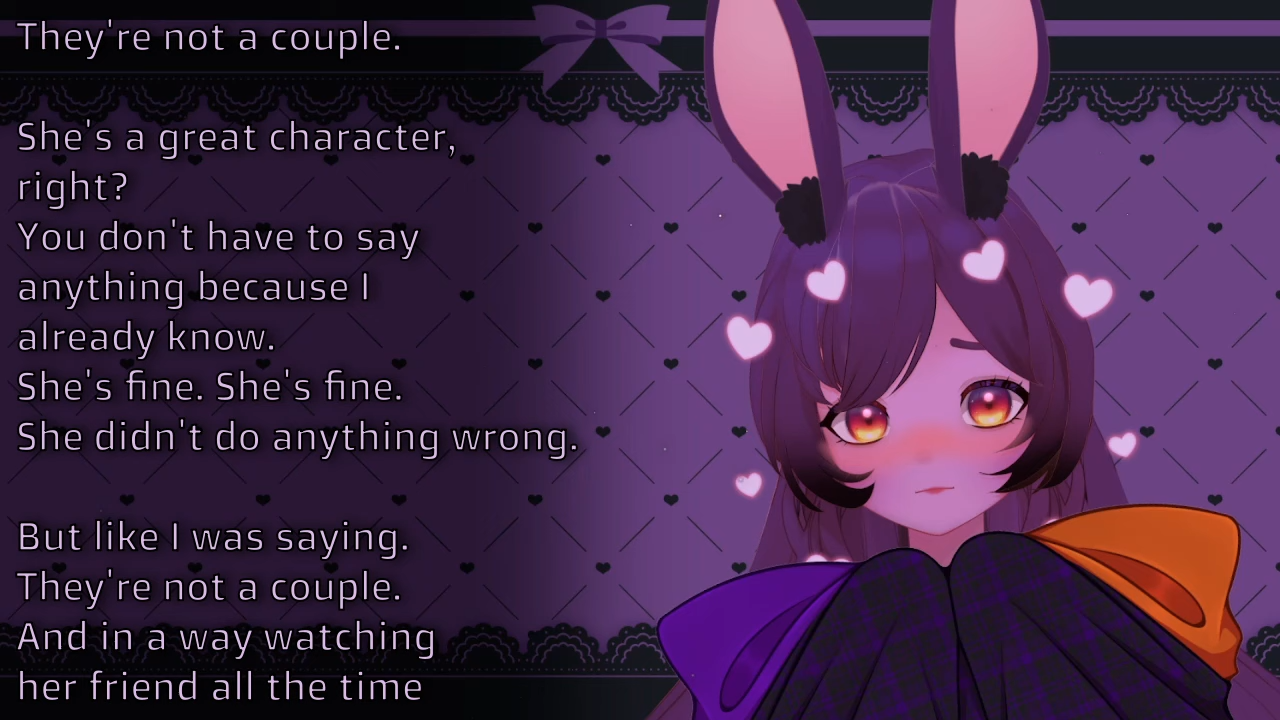 They're not a couple.
She's a great character,
right?
You don't have to say
anything because I
already know.
She's fine. She's fine.
She didn't do anything wrong.
But like I was saying.
They're not a couple.
And in a way watching
her friend all the time